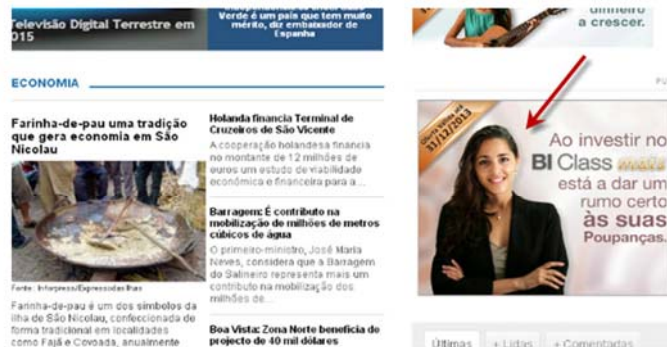 Televisão Digital Terrestre em
015
Verde é um país que tem muito
mérito, diz embaixador de
Espanha
dinheiro
a crescer.
ECONOMIA
Farinha-de-pau uma tradição
que gera economia em São
Nicolau
Fonte: Inforpress/Expressodas Ilhas
Farinha-de-pau é um dos símbolos da
ilha de São Nicolau, confeccionada de
forma tradicional em localidades
como Fajã e Covoada, anualmente
Holanda financia Terminal de
Cruzeiros de São Vicente
A cooperação holandesa financia
no montante de 12 milhões de
euros um estudo de viabilidade
económica e financeira para a...
Barragem: É contributo na
mobilização de milhões de metros
cúbicos de água
O primeiro-ministro, José Maria
Neves, considera que a Barragem
do Salineiro representa mais um
contributo na mobilização dos
milhões de...
Boa Vista: Zona Norte beneficia de
projecto de 40 mil dólares
PU
Oferta válida até
31/12/2013
Ao investir no
BI Class mais
está a dar um
rumo certo
às suas
Poupanças.
Últimas
+ Lidas
+ Comentadas